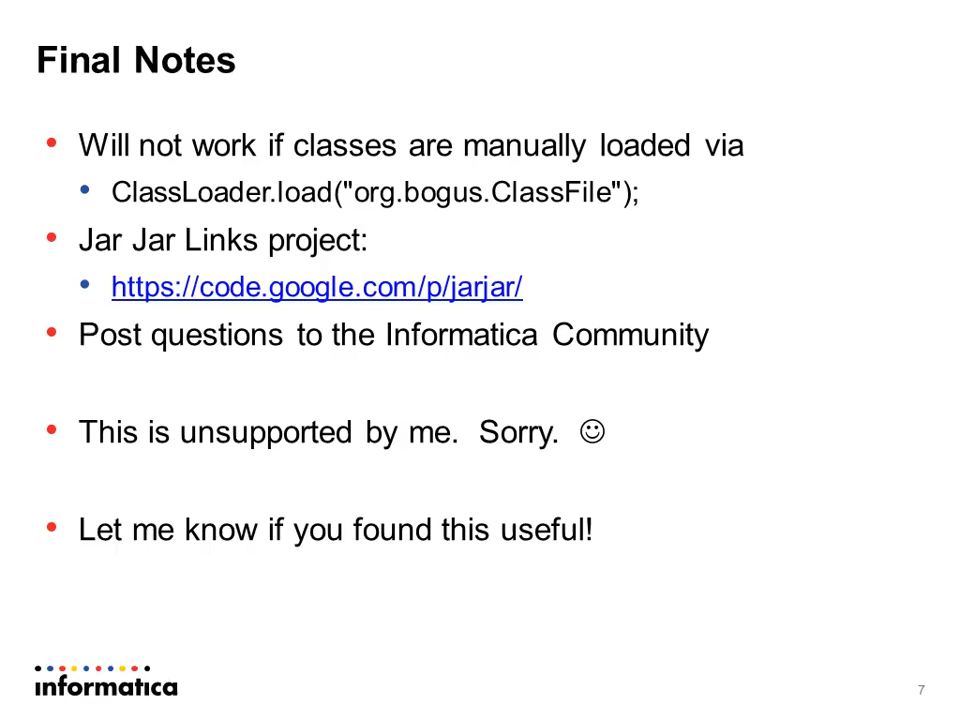 Final Notes
Will not work if classes are manually loaded via
ClassLoader.load("org.bogus.ClassFile");
Jar Jar Links project:
https://code.google.com/p/jarjar/
Post questions to the Informatica Community
This is unsupported by me. Sorry. ☺
Let me know if you found this useful!
informatica
7